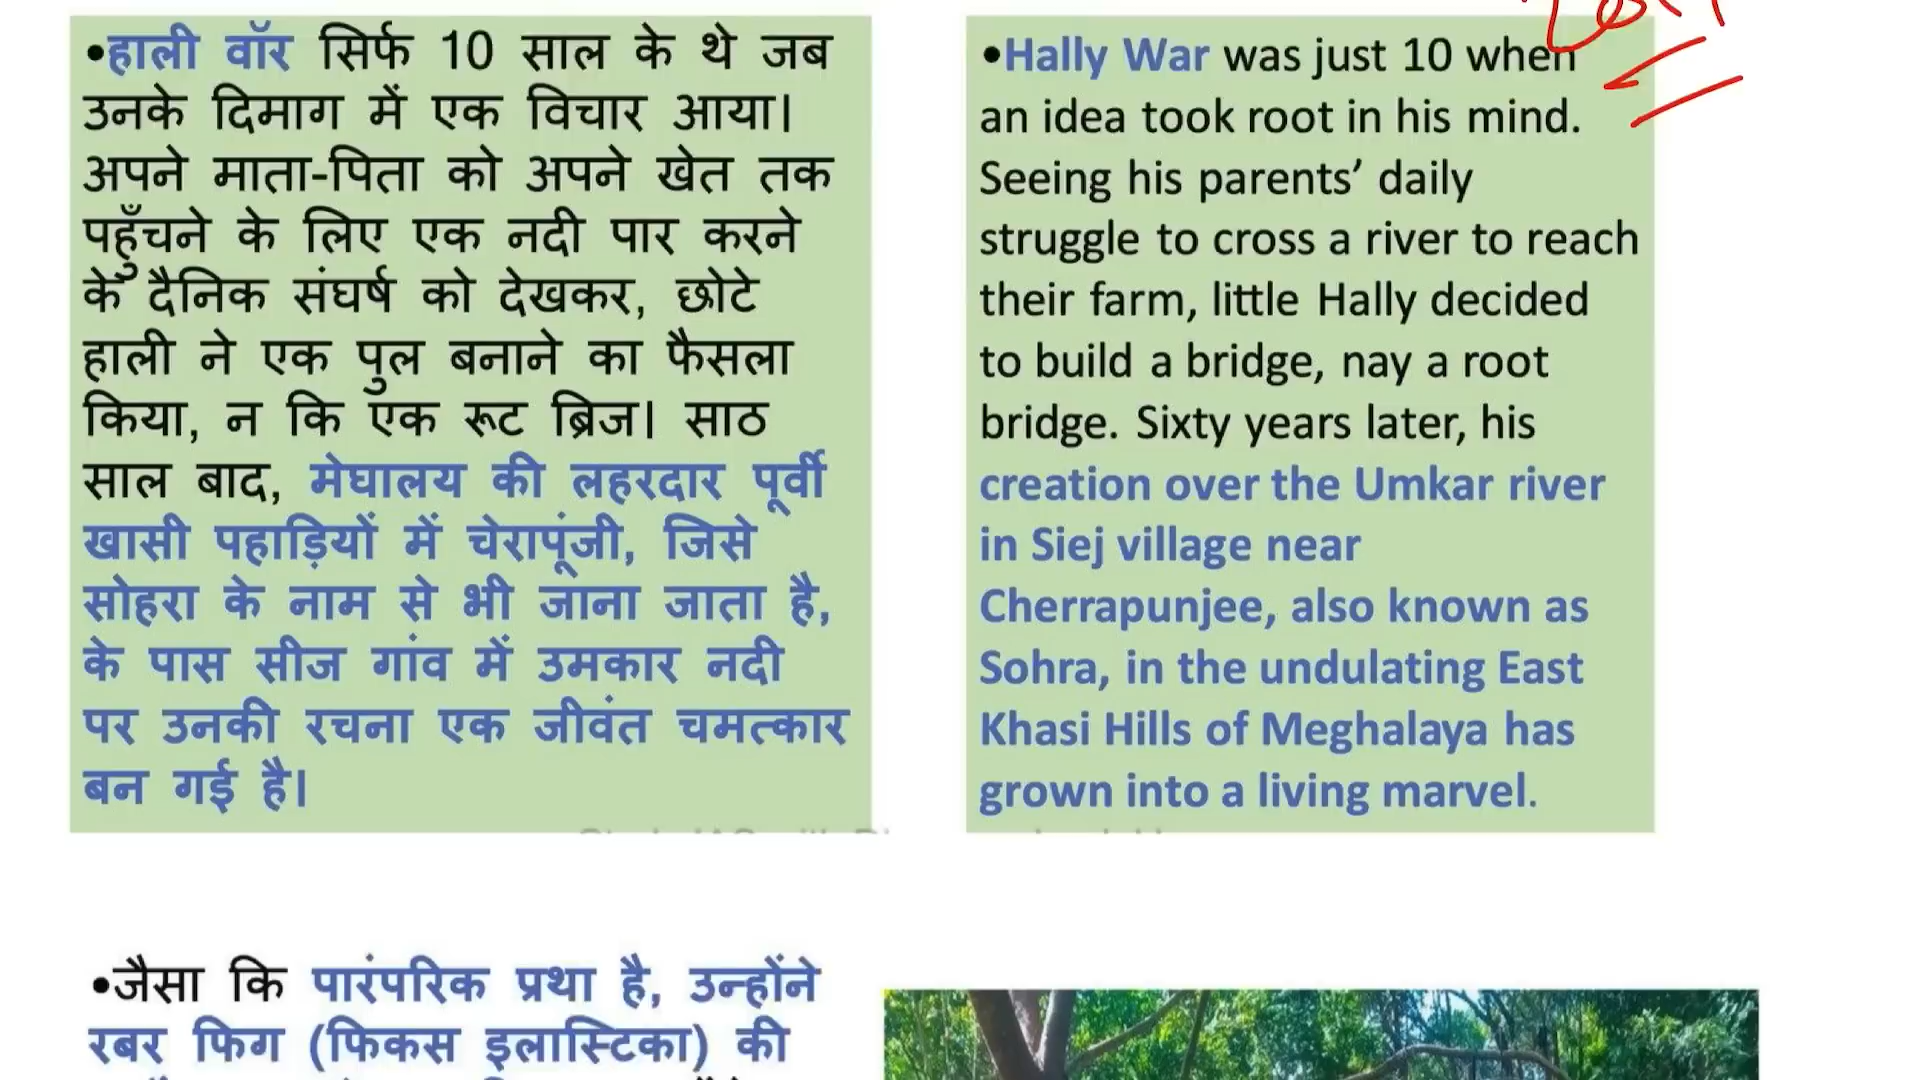 •हाली वॉर सिर्फ 10 साल के थे जब
उनके दिमाग में एक विचार आया।
अपने माता-पिता को अपने खेत तक
पहुँचने के लिए एक नदी पार करने
के दैनिक संघर्ष को देखकर, छोटे
हाली ने एक पुल बनाने का फैसला
किया, न कि एक रूट ब्रिज। साठ
साल बाद, मेघालय की लहरदार पूर्वी
खासी पहाड़ियों में चेरापूंजी, जिसे
सोहरा के नाम से भी जाना जाता है,
के पास सीज गांव में उमकार नदी
पर उनकी रचना एक जीवंत चमत्कार
बन गई है।
•Hally War was just 10 when
an idea took root in his mind.
Seeing his parents’ daily
struggle to cross a river to reach
their farm, little Hally decided
to build a bridge, nay a root
bridge. Sixty years later, his
creation over the Umkar river
in Siej village near
Cherrapunjee, also known as
Sohra, in the undulating East
Khasi Hills of Meghalaya has
grown into a living marvel.
•जैसा कि पारंपरिक प्रथा है, उन्होंने
रबर फिग (फिकस इलास्टिका) की